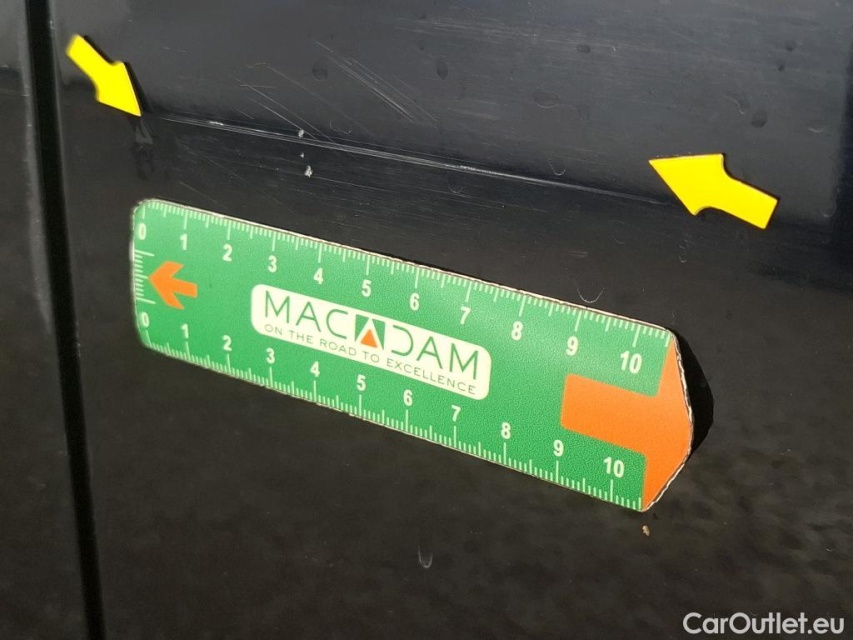 0 1 2 3 4 5 6 7 8 9 10
MACADAM
ON THE ROAD TO EXCELLENCE
0 1 2 3 4 5 6 7 8 9 10
CarOutlet.eu